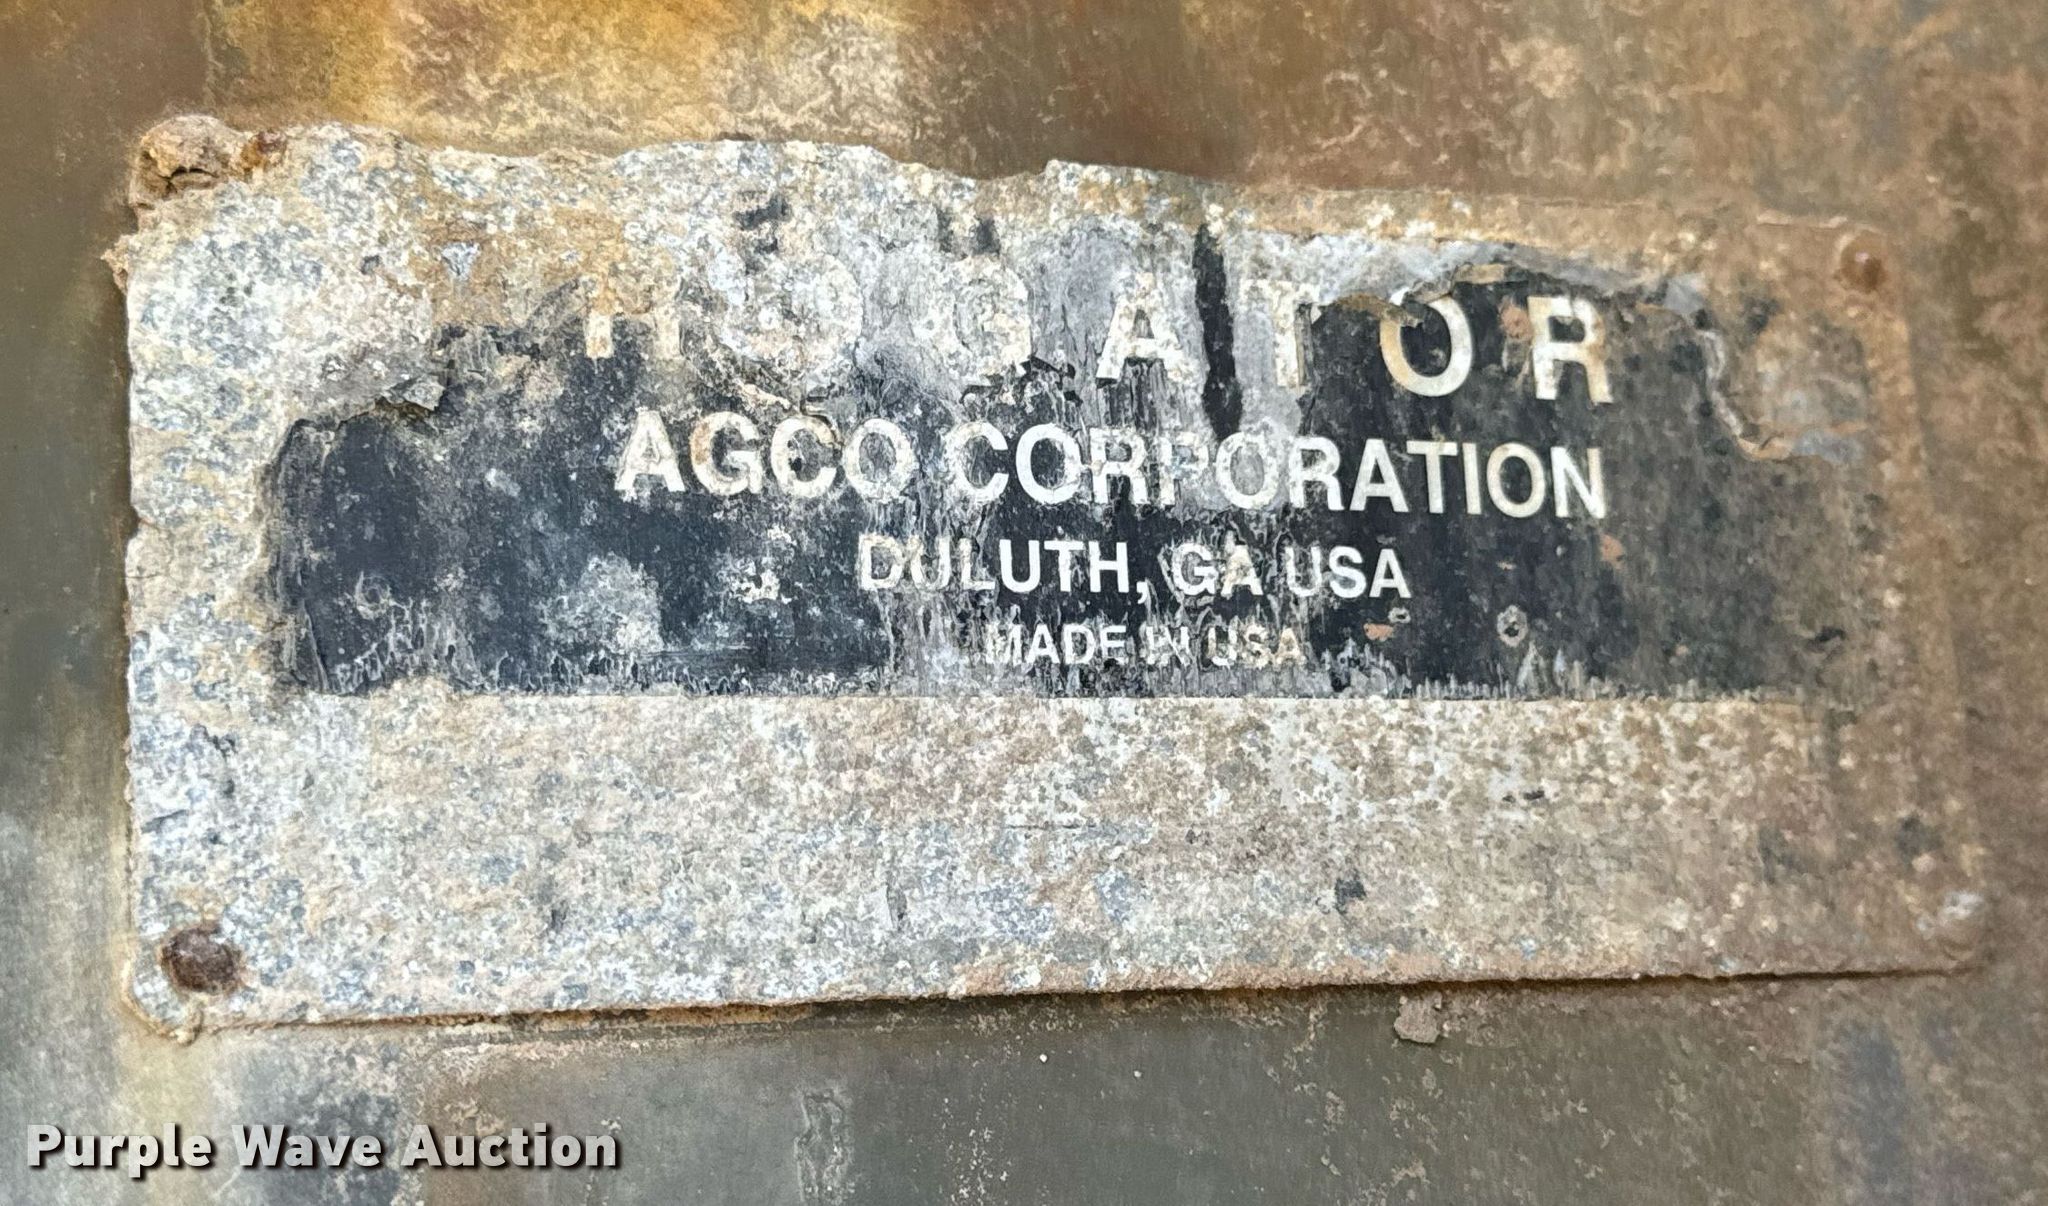 AGCO CORPORATION
DULUTH, GA USA
MADE IN USA
Purple Wave Auction